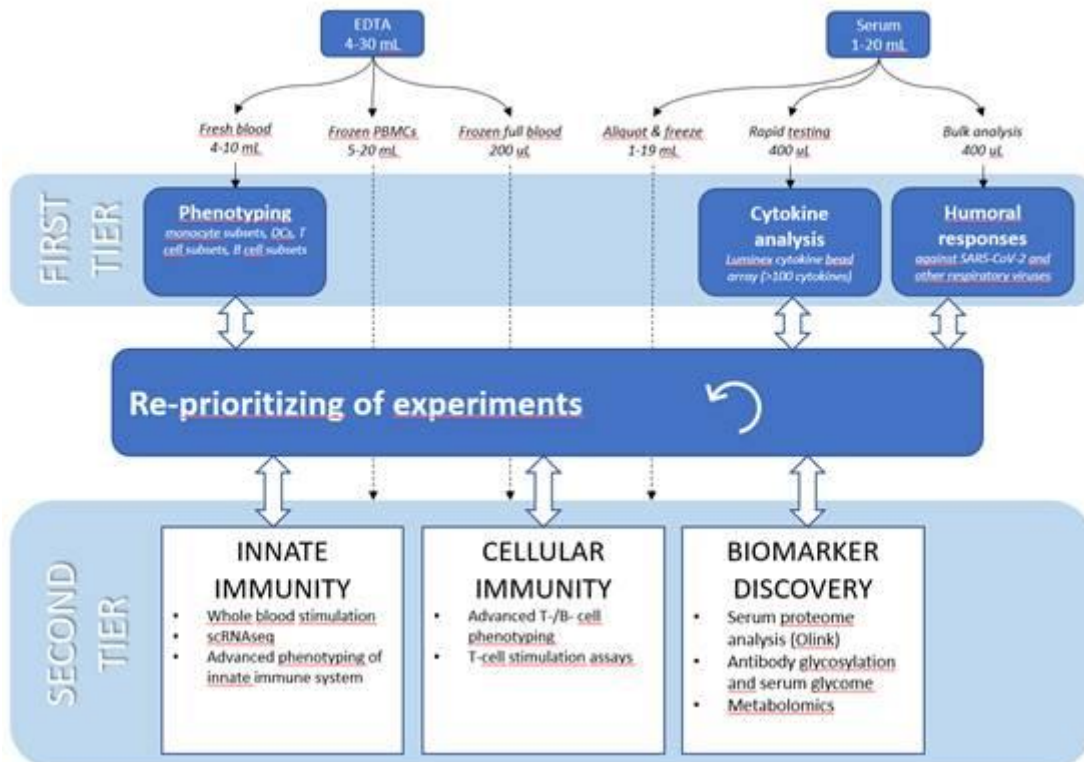 EDTA
4-30 mL
Serum
1-20 mL
Fresh blood
4-10 mL
Frozen PBMCs
5-20 mL
Frozen full blood
200 uL
Aliquot & freeze
1-19 mL
Rapid testing
400 uL
Bulk analysis
400 uL
FIRST
TIER
Phenotyping
monocyte subsets, DCs, T
cell subsets, B cell subsets
Cytokine
analysis
Luminex cytokine bead
array (>100 cytokines)
Humoral
responses
against SARS-CoV-2 and
other respiratory viruses
Re-prioritizing of experiments
SECOND
TIER
INNATE
IMMUNITY
• Whole blood stimulation
• scRNAseq
• Advanced phenotyping of
innate immune system
CELLULAR
IMMUNITY
• Advanced T-/B- cell
phenotyping
• T-cell stimulation assays
BIOMARKER
DISCOVERY
• Serum proteome
analysis (Olink)
• Antibody glycosylation
and serum glycome
• Metabolomics